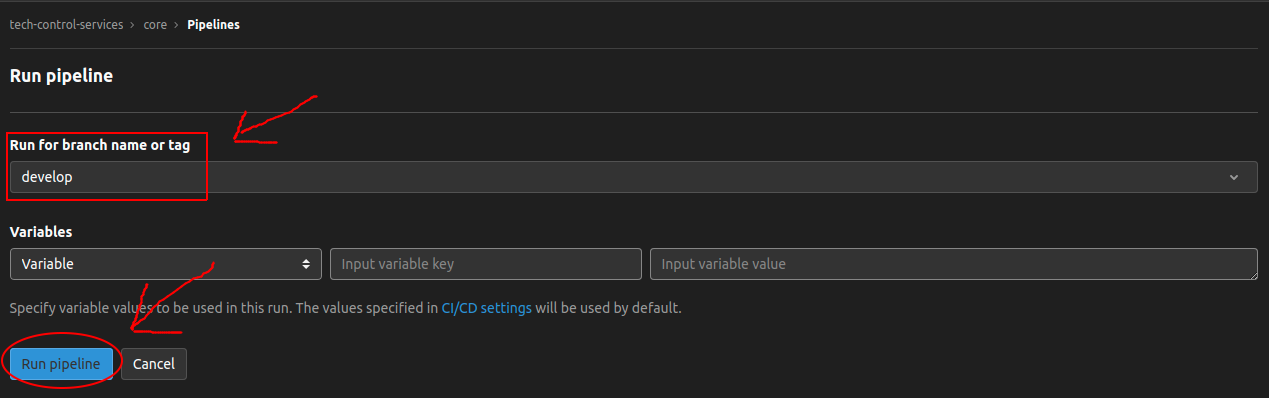 tech-control-services › core › Pipelines
Run pipeline
Run for branch name or tag
develop
Variables
Variable Input variable key Input variable value
Specify variable values to be used in this run. The values specified in CI/CD settings will be used by default.
Run pipeline Cancel